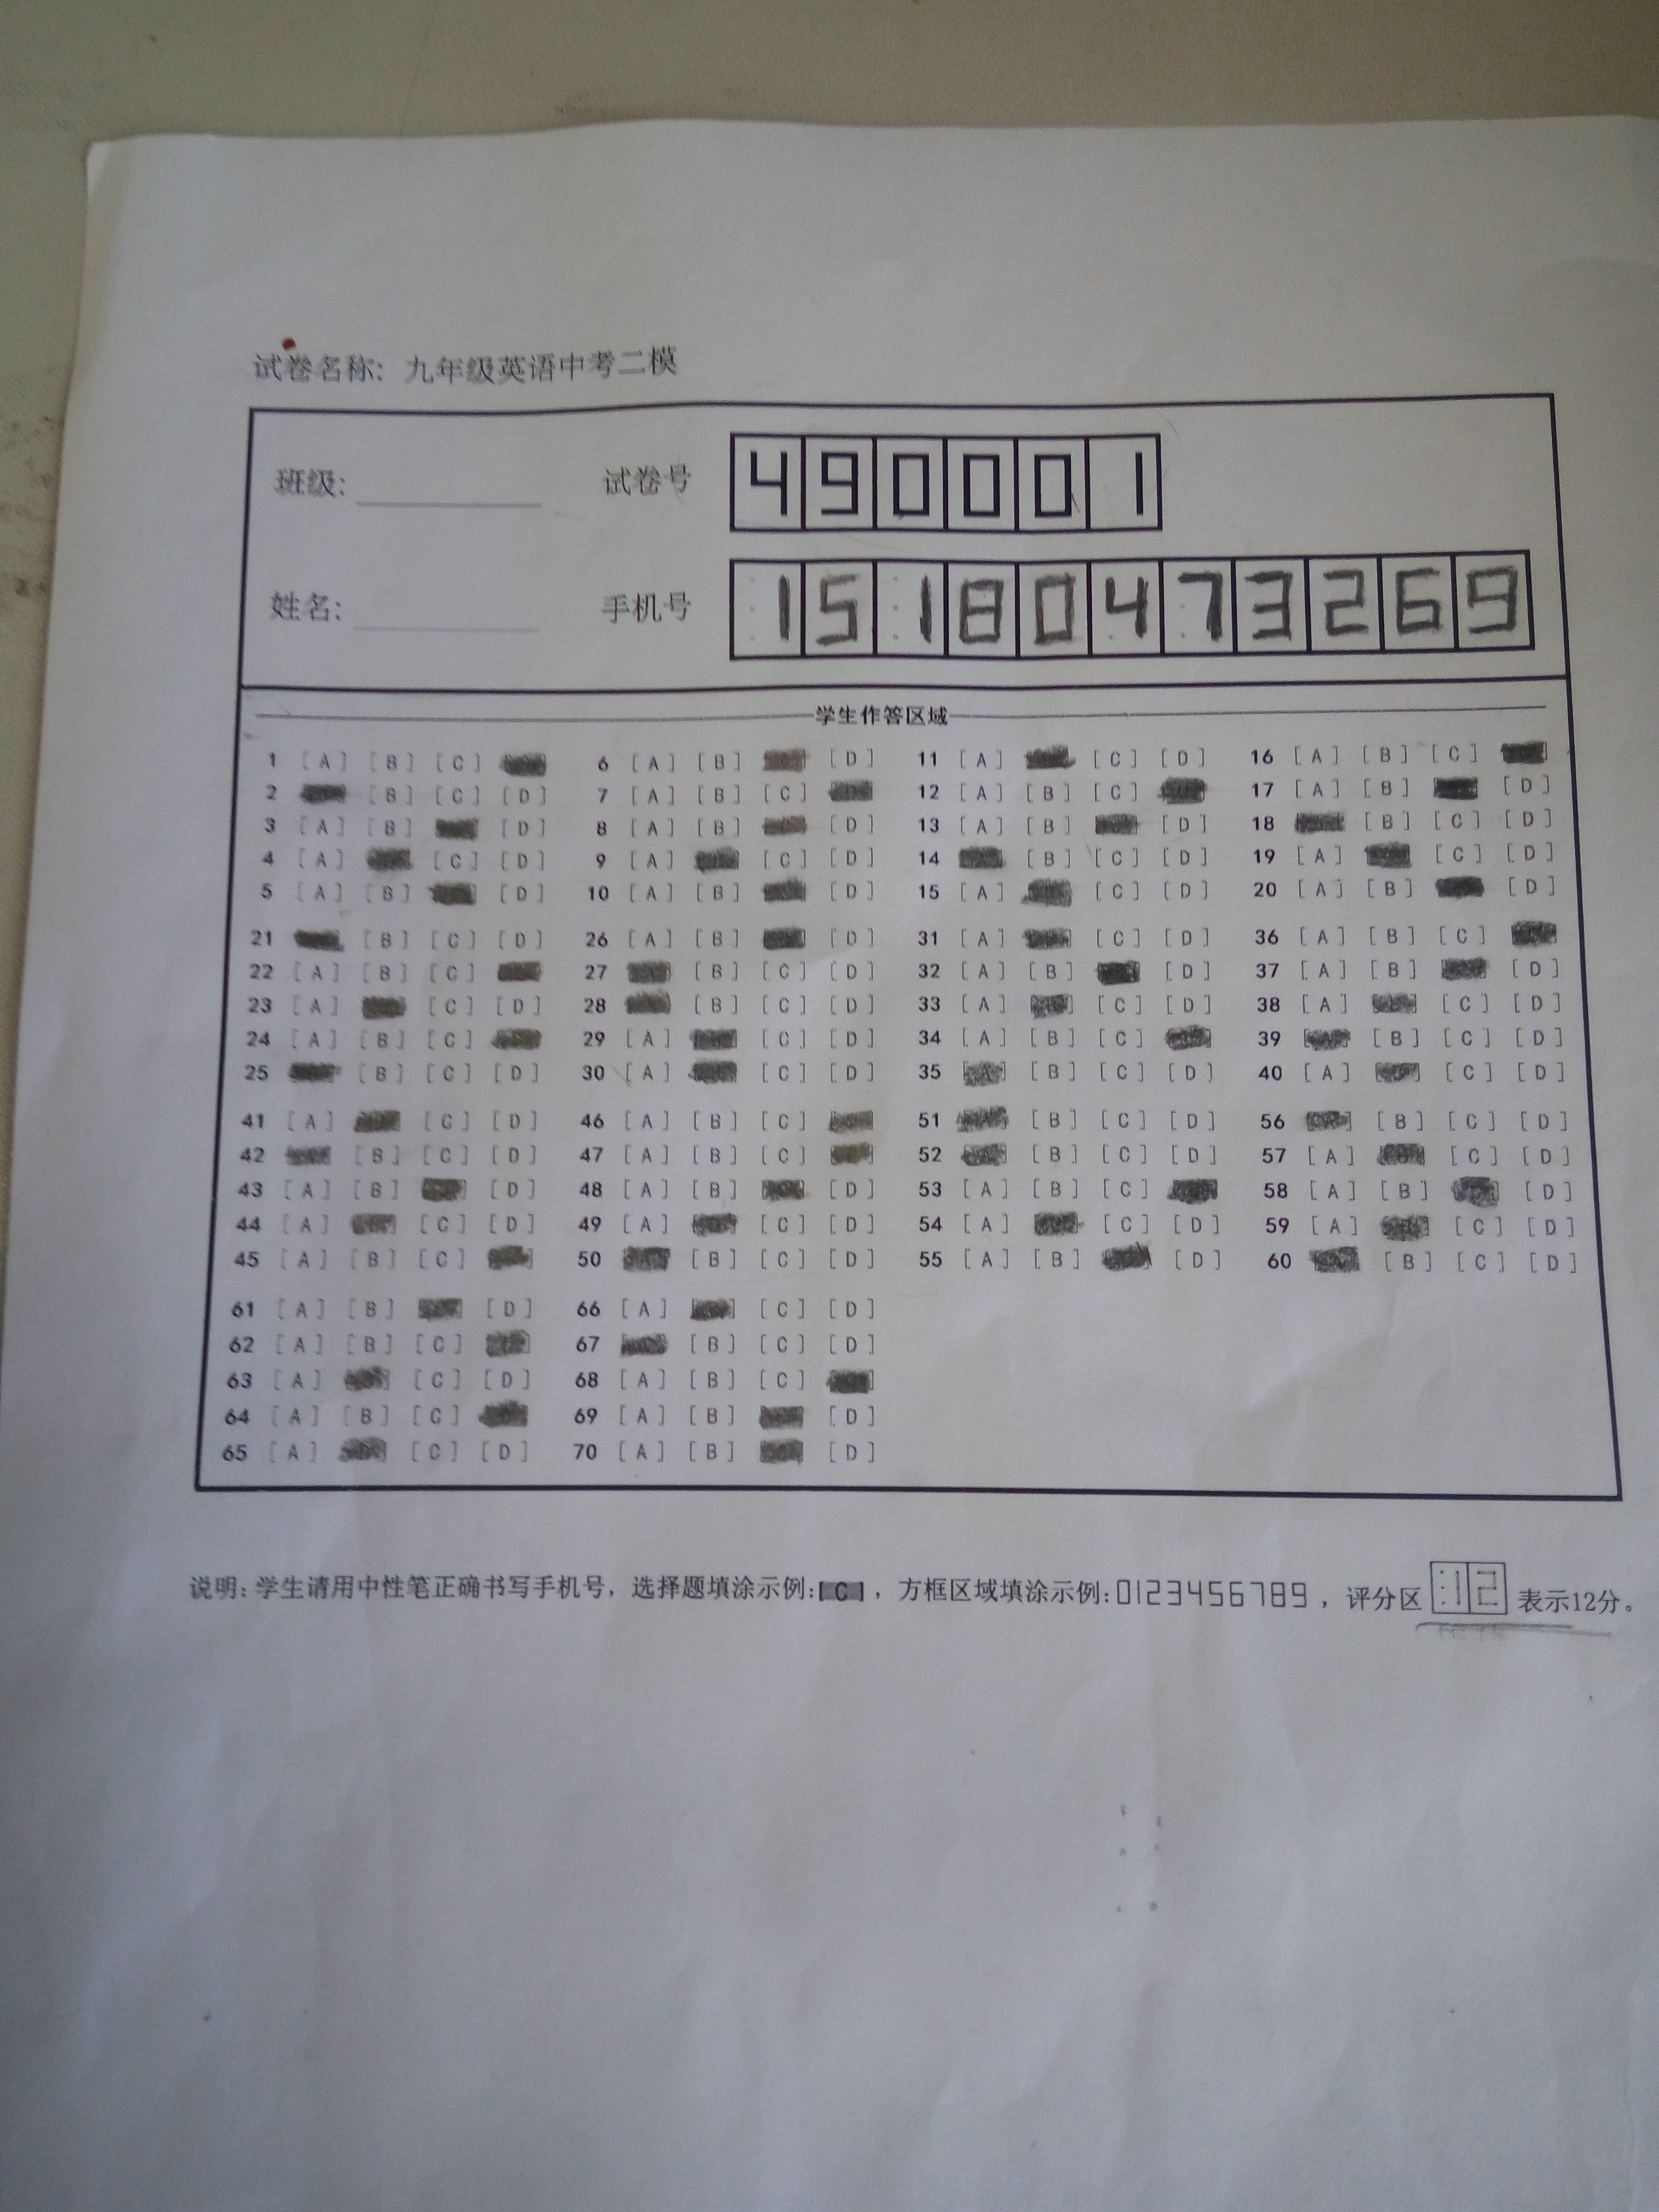 试卷名称: 九年级英语中考二模
班级: 试卷号 490001
姓名: 手机号 15180473269
学生作答区域
1 [A] [B] [C] 6 [A] [B] [D] 11 [A] [C] [D] 16 [A] [B] [C]
2 [B] [C] [D] 7 [A] [B] [C] 12 [A] [B] [C] 17 [A] [B] [D]
3 [A] [B] [D] 8 [A] [B] [D] 13 [A] [B] [D] 18 [B] [C] [D]
4 [A] [C] [D] 9 [A] [C] [D] 14 [B] [C] [D] 19 [A] [C] [D]
5 [A] [B] [D] 10 [A] [B] [D] 15 [A] [C] [D] 20 [A] [B] [D]
21 [B] [C] [D] 26 [A] [B] [D] 31 [A] [C] [D] 36 [A] [B] [C]
22 [A] [B] [C] 27 [B] [C] [D] 32 [A] [B] [D] 37 [A] [B] [D]
23 [A] [C] [D] 28 [B] [C] [D] 33 [A] [C] [D] 38 [A] [C] [D]
24 [A] [B] [C] 29 [A] [C] [D] 34 [A] [B] [C] 39 [B] [C] [D]
25 [B] [C] [D] 30 [A] [C] [D] 35 [B] [C] [D] 40 [A] [C] [D]
41 [A] [C] [D] 46 [A] [B] [C] 51 [B] [C] [D] 56 [B] [C] [D]
42 [B] [C] [D] 47 [A] [B] [C] 52 [B] [C] [D] 57 [A] [C] [D]
43 [A] [B] [D] 48 [A] [B] [D] 53 [A] [B] [C] 58 [A] [B] [D]
44 [A] [C] [D] 49 [A] [C] [D] 54 [A] [C] [D] 59 [A] [C] [D]
45 [A] [B] [C] 50 [B] [C] [D] 55 [A] [B] [D] 60 [B] [C] [D]
61 [A] [B] [D] 66 [A] [C] [D]
62 [A] [B] [C] 67 [B] [C] [D]
63 [A] [C] [D] 68 [A] [B] [C]
64 [A] [B] [C] 69 [A] [B] [D]
65 [A] [C] [D] 70 [A] [B] [D]
说明: 学生请用中性笔正确书写手机号，选择题填涂示例:[C]，方框区域填涂示例:0123456789，评分区 12 表示12分。